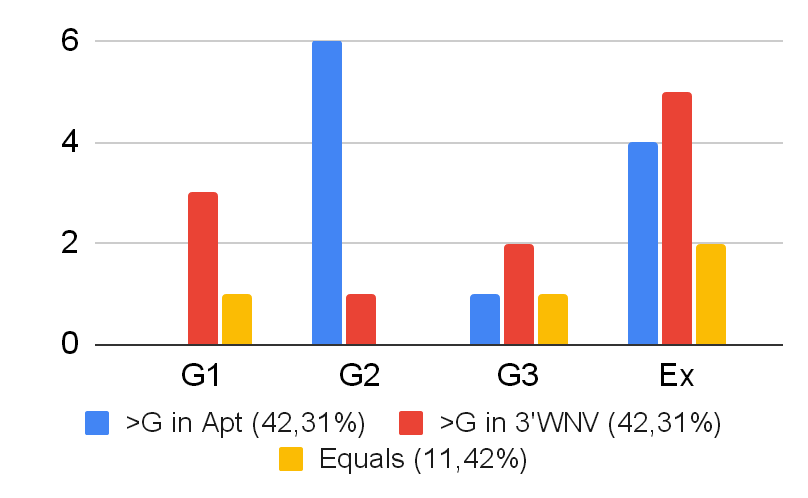 6
4
2
0
G1 G2 G3 Ex
>G in Apt (42,31%) >G in 3'WNV (42,31%)
Equals (11,42%)